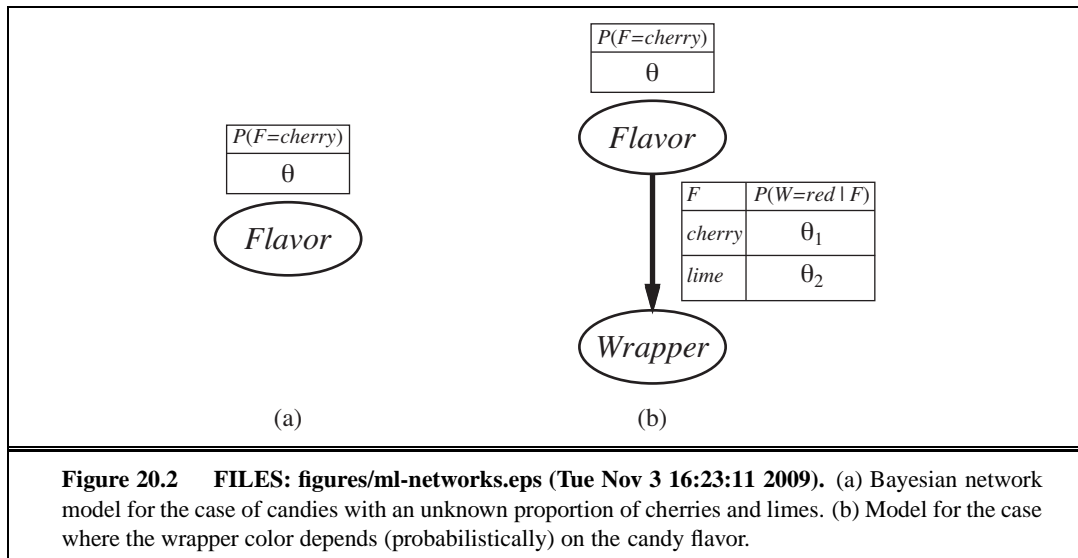 P(F=cherry)
θ
Flavor
(a)
P(F=cherry)
θ
Flavor
F P(W=red | F)
cherry θ1
lime θ2
Wrapper
(b)
Figure 20.2 FILES: figures/ml-networks.eps (Tue Nov 3 16:23:11 2009). (a) Bayesian network
model for the case of candies with an unknown proportion of cherries and limes. (b) Model for the case
where the wrapper color depends (probabilistically) on the candy flavor.